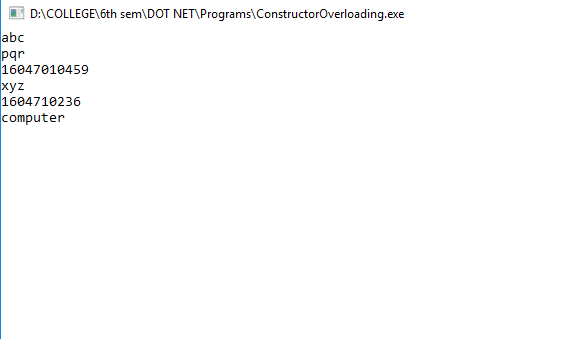 D:\COLLEGE\6th sem\DOT NET\Programs\ConstructorOverloading.exe
abc
pqr
16047010459
xyz
1604710236
computer